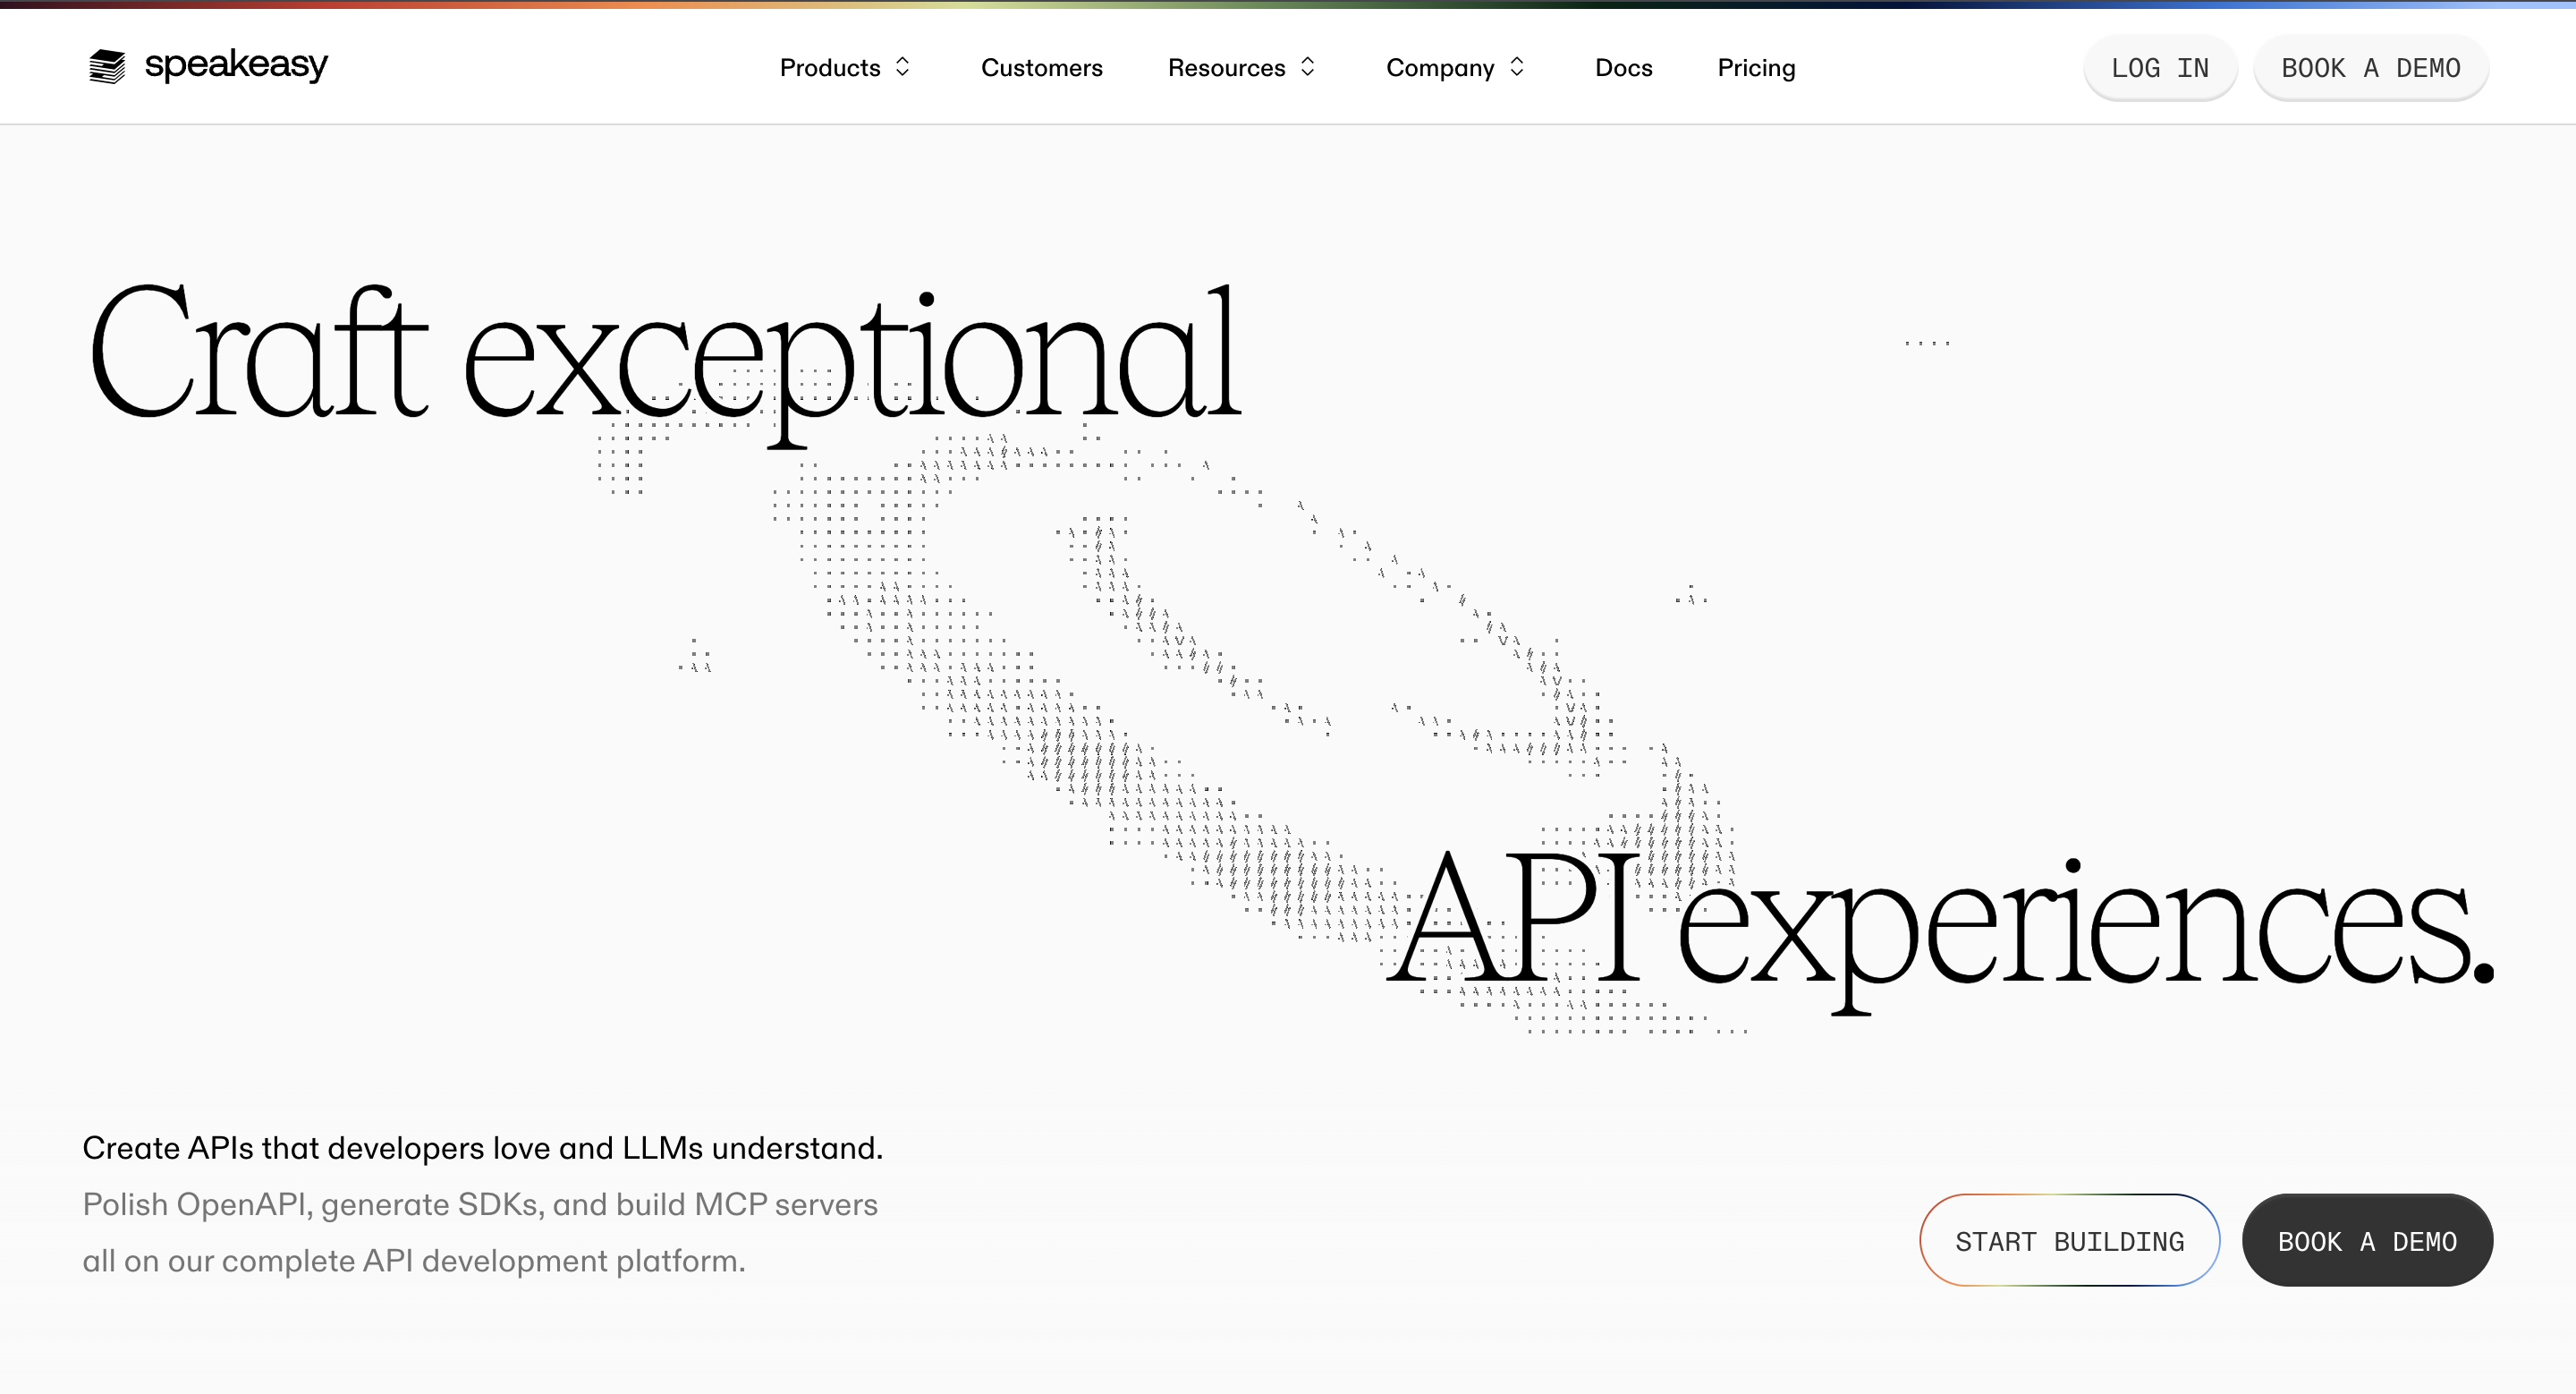 speakeasy
Products
Customers
Resources
Company
Docs
Pricing
LOG IN
BOOK A DEMO
Craft exceptional
API experiences.
Create APIs that developers love and LLMs understand.
Polish OpenAPI, generate SDKs, and build MCP servers
all on our complete API development platform.
START BUILDING
BOOK A DEMO